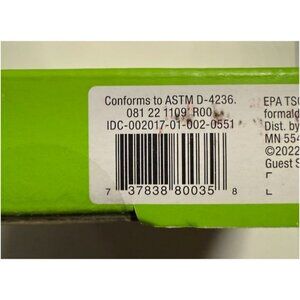 Conforms to ASTM D-4236.
081 22 1109 R00
IDC-002017-01-002-0551
7 37838 80035 8
EPA TSC
formald
Dist. by
MN 554
©2022
Guest S